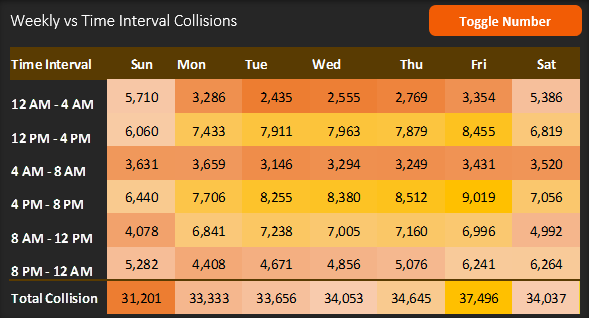 Weekly vs Time Interval Collisions Toggle Number
Time Interval Sun Mon Tue Wed Thu Fri Sat
12 AM - 4 AM 5,710 3,286 2,435 2,555 2,769 3,354 5,386
12 PM - 4 PM 6,060 7,433 7,911 7,963 7,879 8,455 6,819
4 AM - 8 AM 3,631 3,659 3,146 3,294 3,249 3,431 3,520
4 PM - 8 PM 6,440 7,706 8,255 8,380 8,512 9,019 7,056
8 AM - 12 PM 4,078 6,841 7,238 7,005 7,160 6,996 4,992
8 PM - 12 AM 5,282 4,408 4,671 4,856 5,076 6,241 6,264
Total Collision 31,201 33,333 33,656 34,053 34,645 37,496 34,037